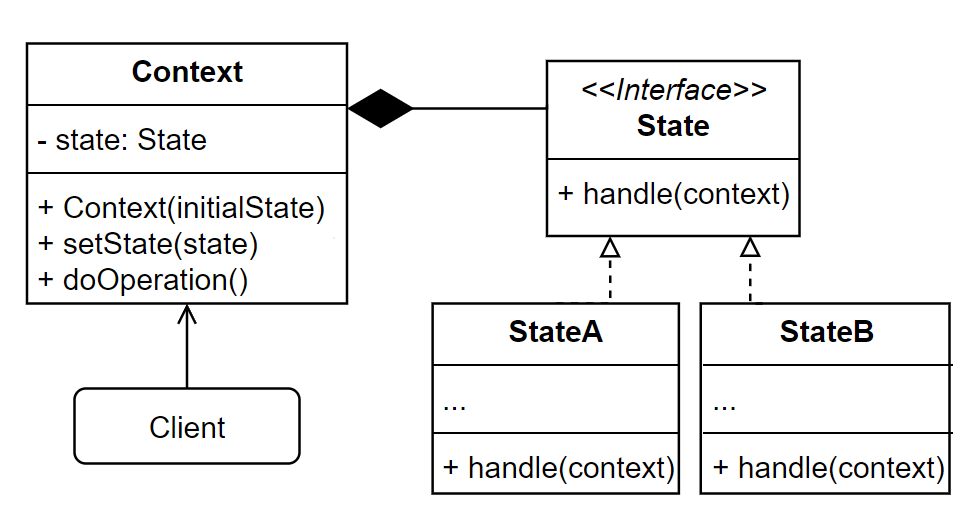 Context
- state: State
+ Context(initialState)
+ setState(state)
+ doOperation()
Client
<<Interface>>
State
+ handle(context)
StateA
...
+ handle(context)
StateB
...
+ handle(context)